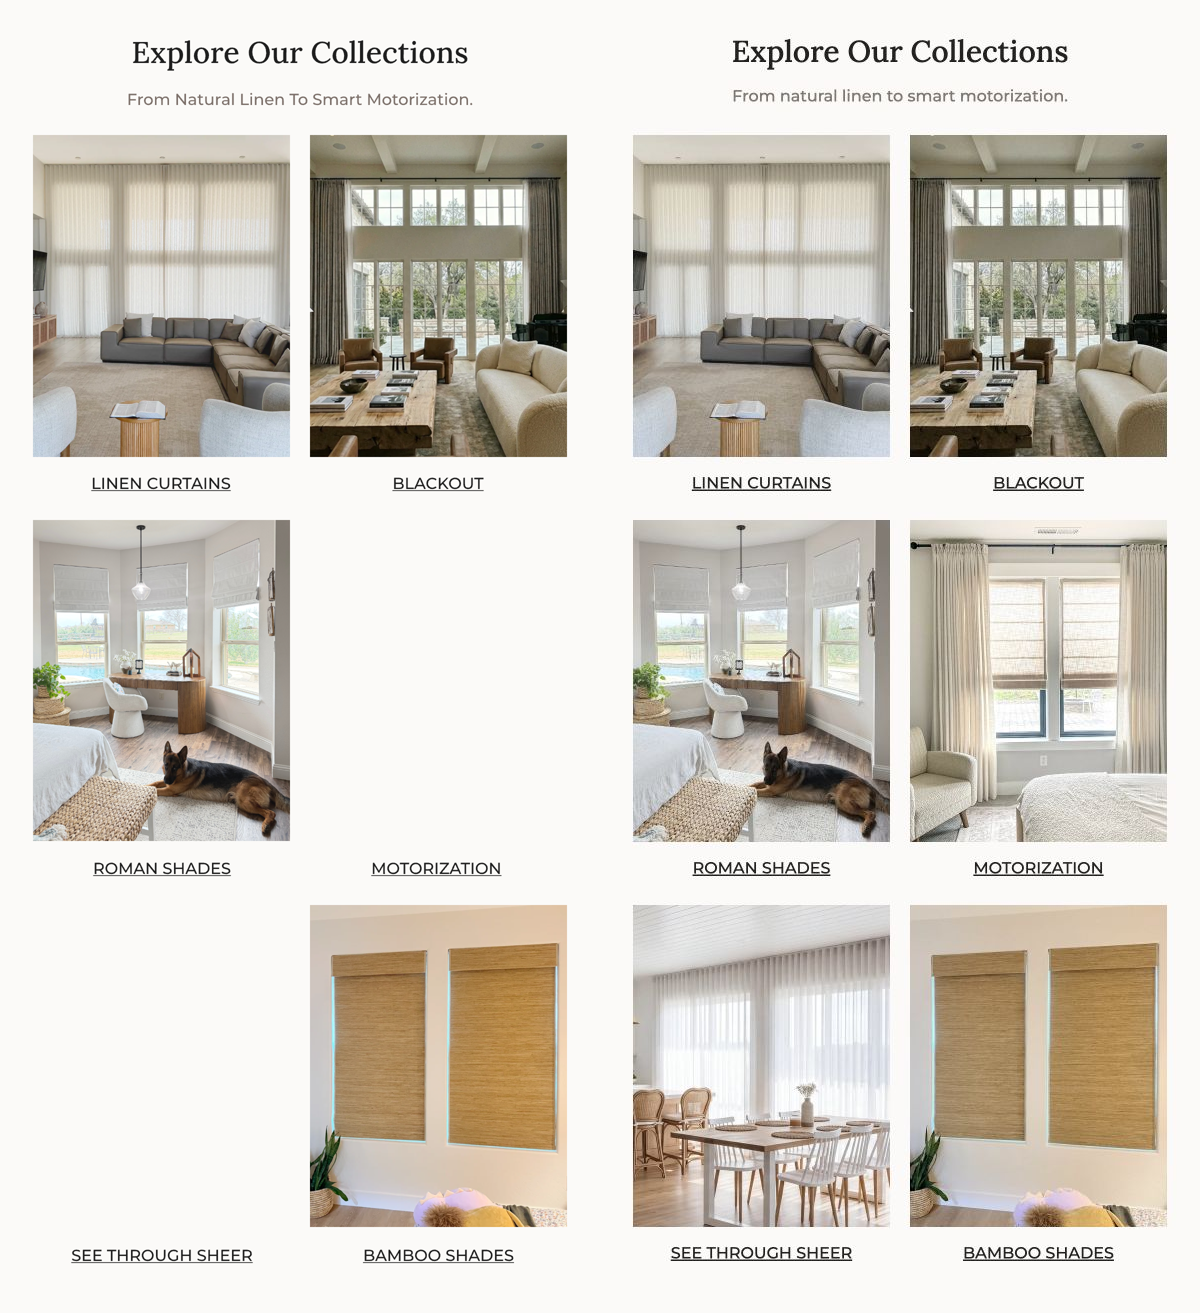 Explore Our Collections
From Natural Linen To Smart Motorization.
LINEN CURTAINS
BLACKOUT
ROMAN SHADES
MOTORIZATION
SEE THROUGH SHEER
BAMBOO SHADES
Explore Our Collections
From natural linen to smart motorization.
LINEN CURTAINS
BLACKOUT
ROMAN SHADES
MOTORIZATION
SEE THROUGH SHEER
BAMBOO SHADES